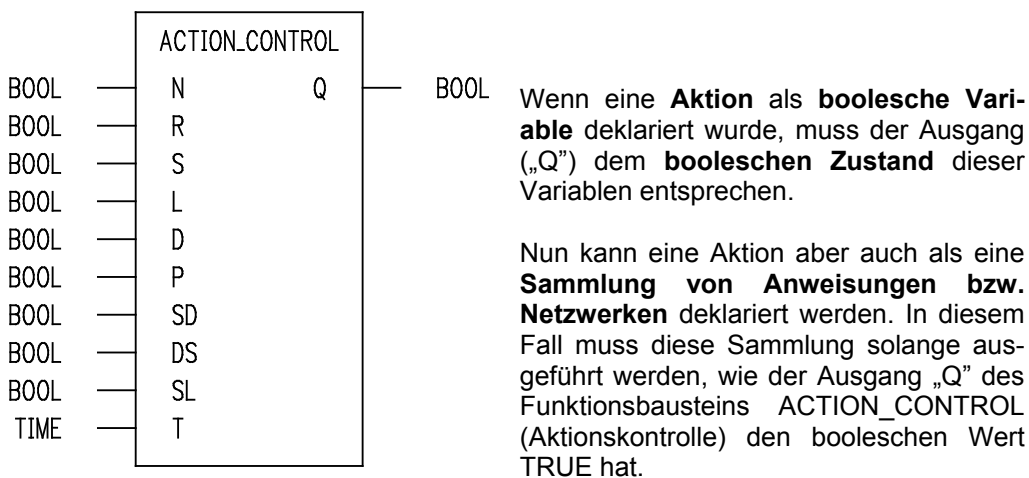 ACTION_CONTROL
BOOL N Q BOOL
BOOL R
BOOL S
BOOL L
BOOL D
BOOL P
BOOL SD
BOOL DS
BOOL SL
TIME T
Wenn eine Aktion als boolesche Vari-
able deklariert wurde, muss der Ausgang
(„Q”) dem booleschen Zustand dieser
Variablen entsprechen.
Nun kann eine Aktion aber auch als eine
Sammlung von Anweisungen bzw.
Netzwerken deklariert werden. In diesem
Fall muss diese Sammlung solange aus-
geführt werden, wie der Ausgang „Q” des
Funktionsbausteins ACTION_CONTROL
(Aktionskontrolle) den booleschen Wert
TRUE hat.